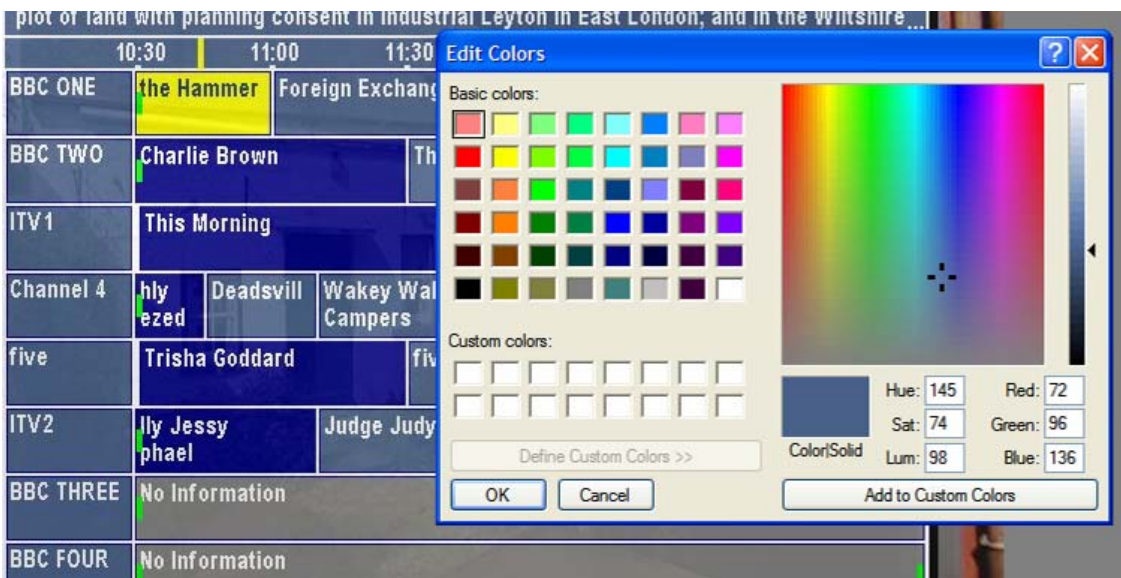 plot of land with planning consent in industrial Leyton in East London; and in the Wiltshire...
10:30 11:00 11:30
Edit Colors
BBC ONE the Hammer Foreign Exchang
BBC TWO Charlie Brown Th
ITV1 This Morning
Channel 4 hly Deadsvill Wakey Wal
ezed Campers
five Trisha Goddard fiv
ITV2 lly Jessy Judge Judy
phael
BBC THREE No Information
BBC FOUR No Information
Basic colors:
Custom colors:
Define Custom Colors >>
OK Cancel
Color|Solid
Hue: 145 Red: 72
Sat: 74 Green: 96
Lum: 98 Blue: 136
Add to Custom Colors